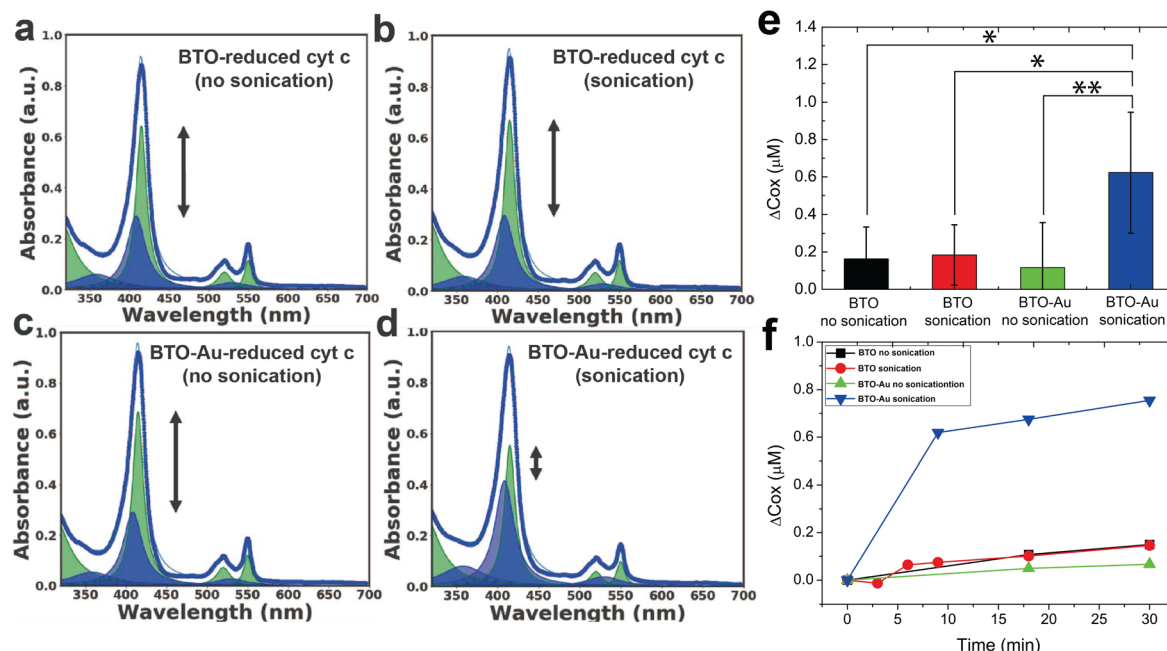 a
BTO-reduced cyt c
(no sonication)
Absorbance (a.u.)
1.0
0.8
0.6
0.4
0.2
0.0
350 400 450 500 550 600 650 700
Wavelength (nm)
b
BTO-reduced cyt c
(sonication)
Absorbance (a.u.)
1.0
0.8
0.6
0.4
0.2
0.0
350 400 450 500 550 600 650 700
Wavelength (nm)
c
BTO-Au-reduced cyt c
(no sonication)
Absorbance (a.u.)
1.0
0.8
0.6
0.4
0.2
0.0
350 400 450 500 550 600 650 700
Wavelength (nm)
d
BTO-Au-reduced cyt c
(sonication)
Absorbance (a.u.)
1.0
0.8
0.6
0.4
0.2
0.0
350 400 450 500 550 600 650 700
Wavelength (nm)
e
ΔCox (μM)
1.4
1.2
1.0
0.8
0.6
0.4
0.2
0.0
*
*
**
BTO BTO BTO-Au BTO-Au
no sonication sonication no sonication sonication
f
ΔCox (μM)
1.0
0.8
0.6
0.4
0.2
0.0
BTO no sonication
BTO sonication
BTO-Au no sonicationtion
BTO-Au sonication
0 5 10 15 20 25 30
Time (min)